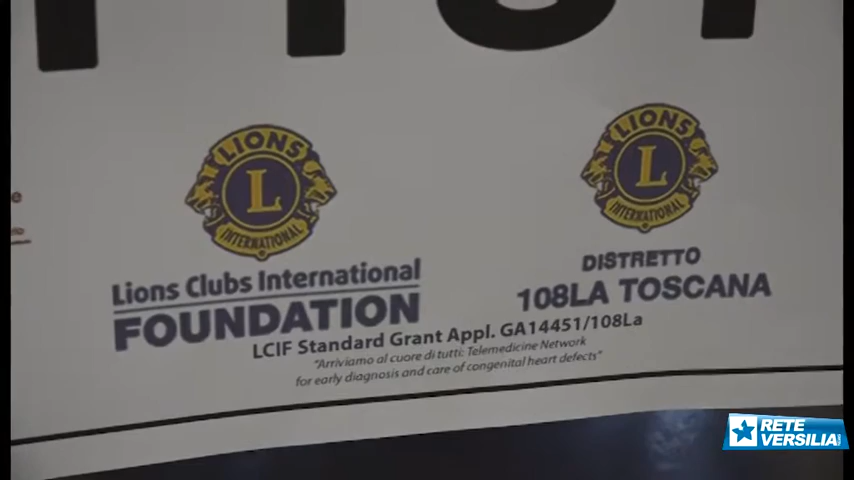 LIONS
L
INTERNATIONAL
Lions Clubs International
FOUNDATION
LIONS
L
INTERNATIONAL
DISTRETTO
108LA TOSCANA
LCIF Standard Grant Appl. GA14451/108La
"Arriviamo al cuore di tutti: Telemedicine Network
for early diagnosis and care of congenital heart defects"
RETE
VERSILIA